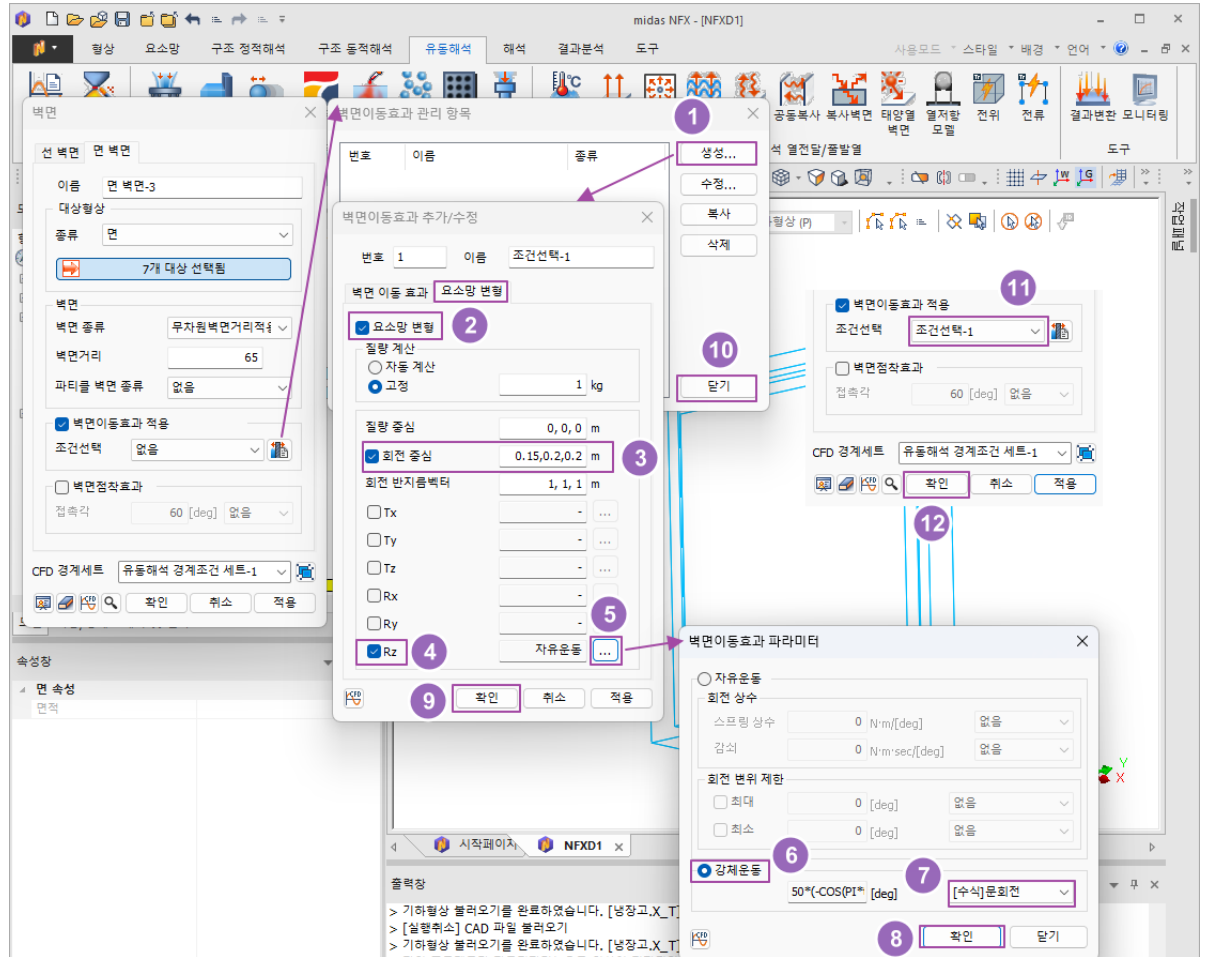 midas NFX - [NFXD1]
형상 요소망 구조 정적해석 구조 동적해석 유동해석 해석 결과분석 도구
사용모드 스타일 배경 언어
공동복사 복사벽면 태양열 벽면 열저항 모델 전위 전류 결과변환 모니터링
석 열전달/줄발열 도구
벽면
선 벽면 면 벽면
이름 면 벽면-3
대상형상
종류 면
7개 대상 선택됨
벽면
벽면 종류
벽면거리 65
파티클 벽면 종류 없음
벽면이동효과 적용
조건선택 없음
벽면점착효과
접촉각 60 [deg] 없음
CFD 경계세트 유동해석 경계조건 세트-1
확인 취소 적용
벽면이동효과 관리 항목
1
번호 이름 종류
생성...
수정...
복사
삭제
10
닫기
벽면이동효과 추가/수정
번호 1 이름 조건선택-1
벽면 이동 효과 요소망 변형
요소망 변형 2
질량 계산
자동 계산
고정 1 kg
질량 중심 0, 0, 0 m
회전 중심 0.15,0.2,0.2 m 3
회전 반지름벡터 1, 1, 1 m
Tx - ...
Ty - ...
Tz - ...
Rx - ...
Ry - 5
Rz 4 자유운동 ...
9 확인 취소 적용
형상 (P)
작업패널
11
벽면이동효과 적용
조건선택 조건선택-1
벽면점착효과
접촉각 60 [deg] 없음
CFD 경계세트 유동해석 경계조건 세트-1
확인 취소 적용
12
벽면이동효과 파라미터
자유운동
회전 상수
스프링 상수 0 N·m/[deg] 없음
감쇠 0 N·m·sec/[deg] 없음
회전 변위 제한
최대 0 [deg] 없음
최소 0 [deg] 없음
6
강체운동 7
50*(-COS(PI* [deg] [수식]문회전
8 확인 닫기
Y
X
속성창
면 속성
면적
시작페이지 NFXD1
출력창
> 기하형상 불러오기를 완료하였습니다. [냉장고.X_T]
> [실행취소] CAD 파일 불러오기
> 기하형상 불러오기를 완료하였습니다. [냉장고.X_T]